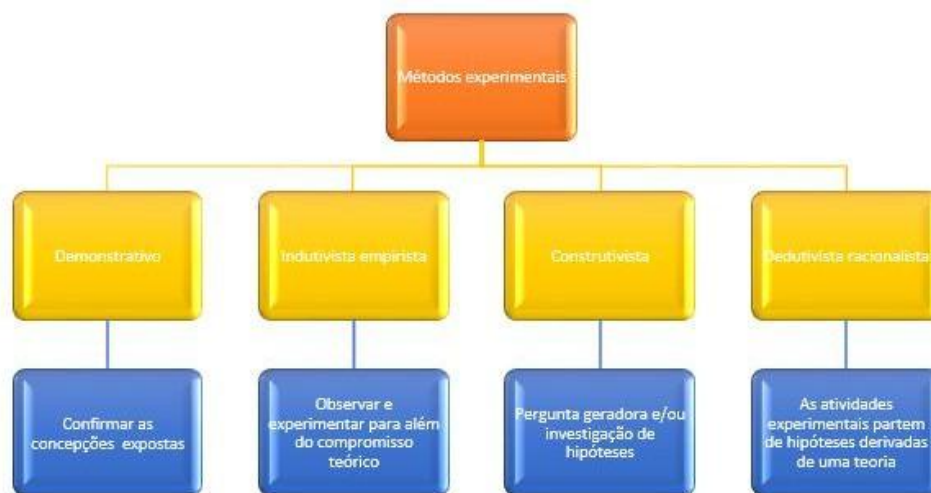 Métodos experimentais
Demonstrativo
Indutivista empirista
Construtivista
Dedutivista racionalista
Confirmar as
concepções expostas
Observar e
experimentar para além
do compromisso
teórico
Pergunta geradora e/ou
investigação de
hipóteses
As atividades
experimentais partem
de hipóteses derivadas
de uma teoria